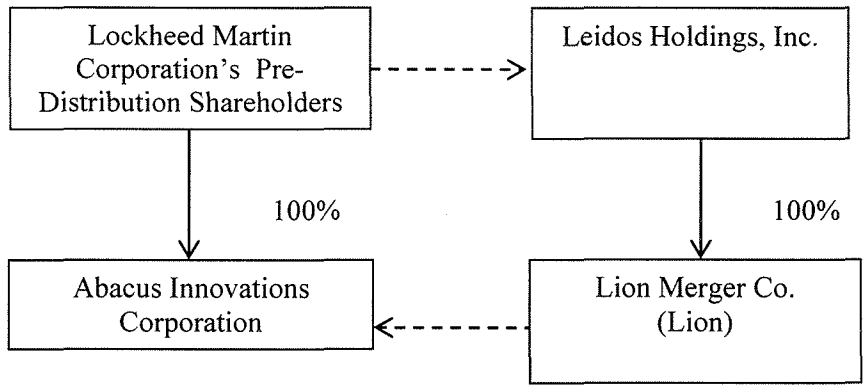 Lockheed Martin
Corporation's Pre-
Distribution Shareholders
Leidos Holdings, Inc.
100%
100%
Abacus Innovations
Corporation
Lion Merger Co.
(Lion)